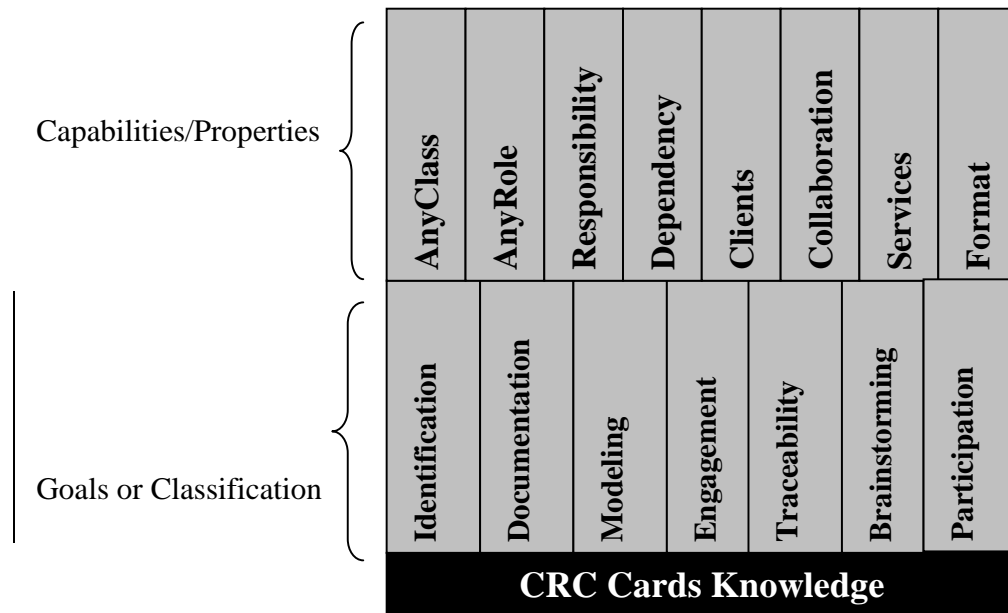 Capabilities/Properties
AnyClass
AnyRole
Responsibility
Dependency
Clients
Collaboration
Services
Format
Goals or Classification
Identification
Documentation
Modeling
Engagement
Traceability
Brainstorming
Participation
CRC Cards Knowledge